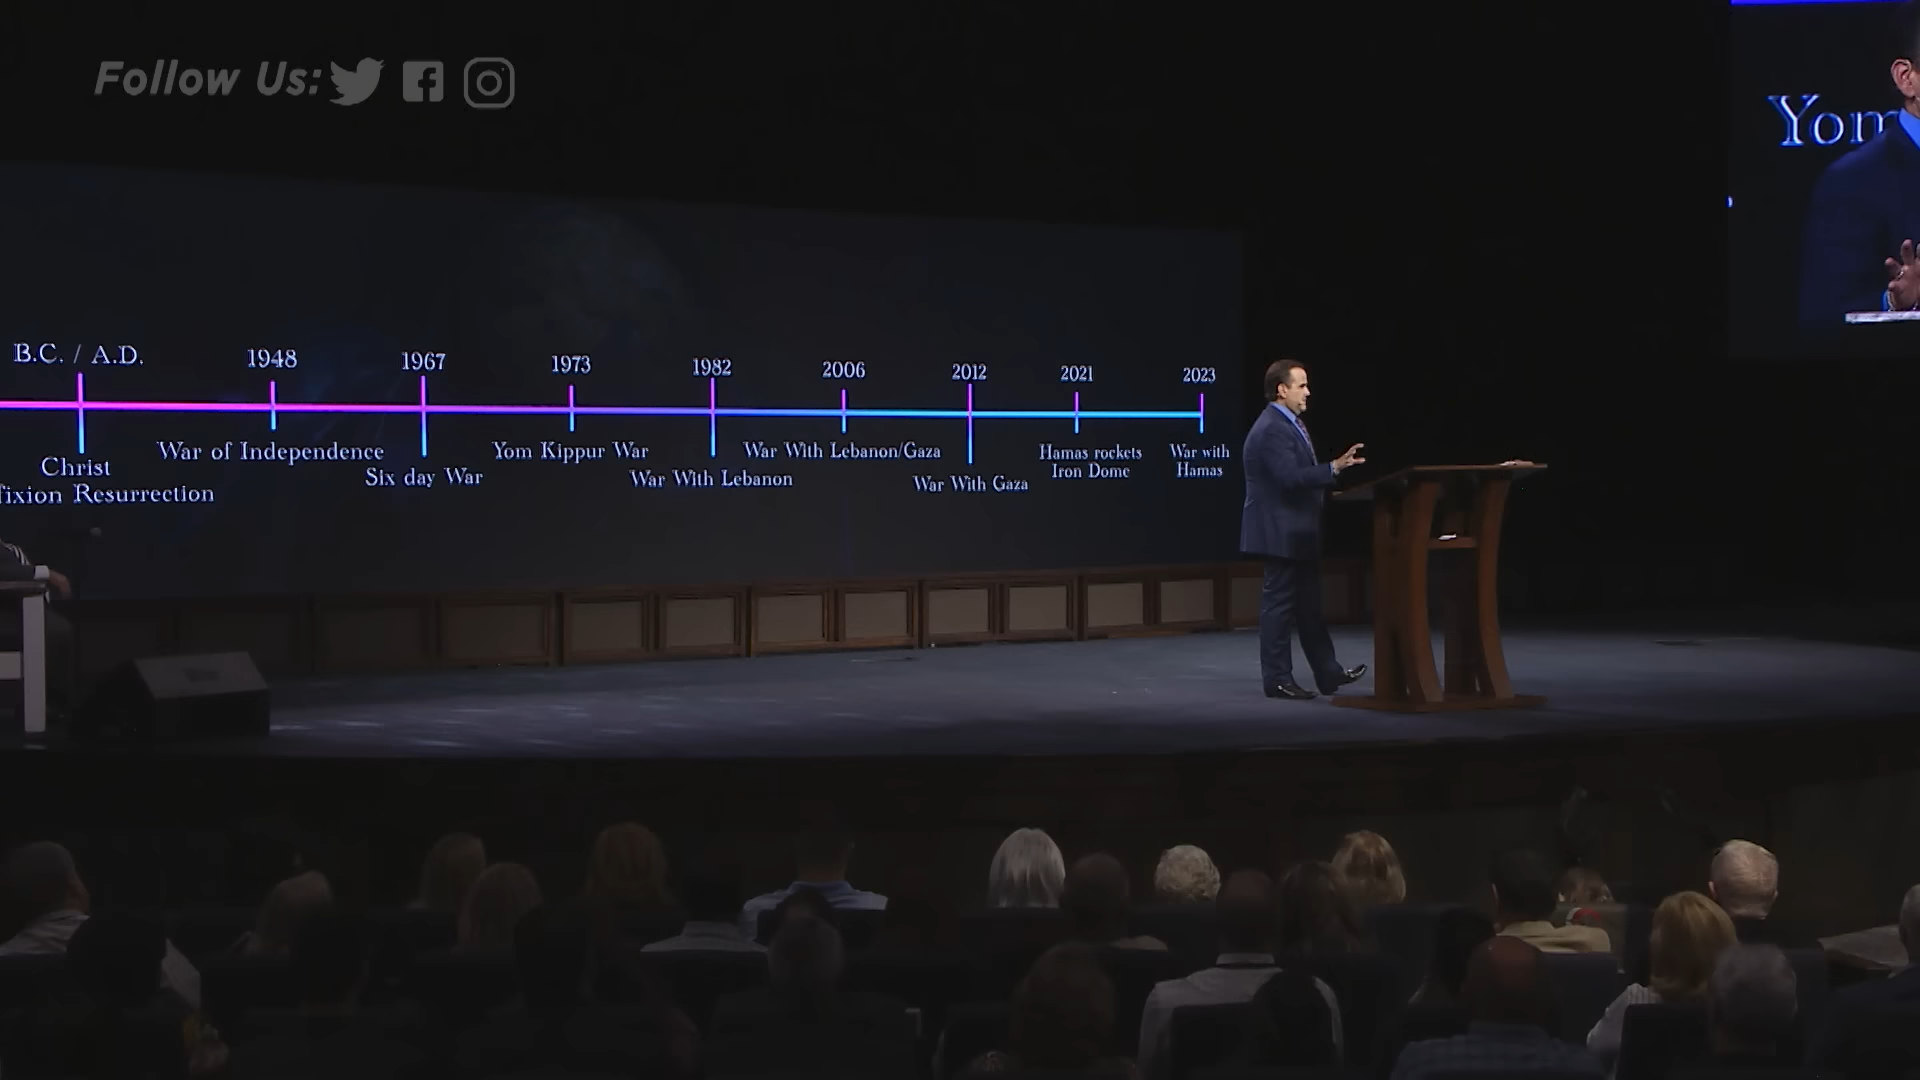 Follow Us:
Yom
B.C. / A.D.
1948
1967
1973
1982
2006
2012
2021
2023
Christ
fixion Resurrection
War of Independence
Six day War
Yom Kippur War
War With Lebanon
War With Lebanon/Gaza
War With Gaza
Hamas rockets
Iron Dome
War with
Hamas